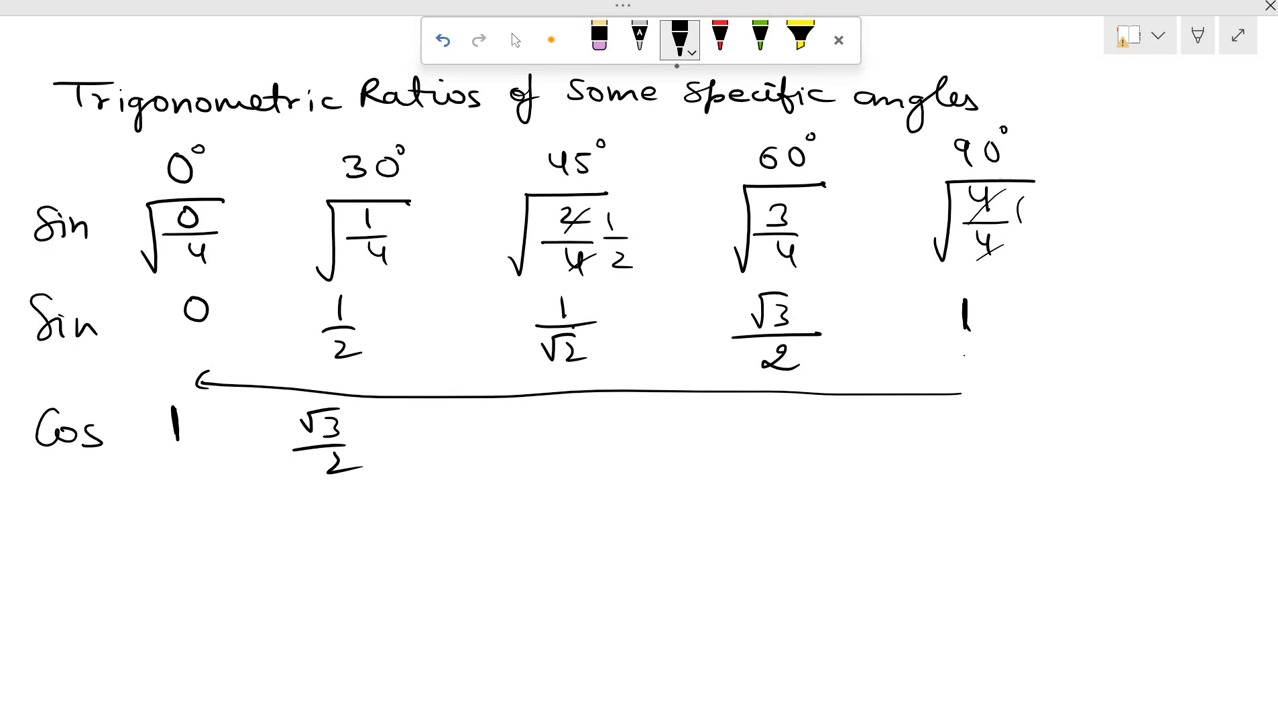 Trigonometric Ratios of some specific angles
0° 30° 45° 60° 90°
Sin √(0/4) √(1/4) √(2/4) 1/2 √(3/4) √(4/4) 1
Sin 0 1/2 1/√2 √3/2 1
Cos 1 √3/2